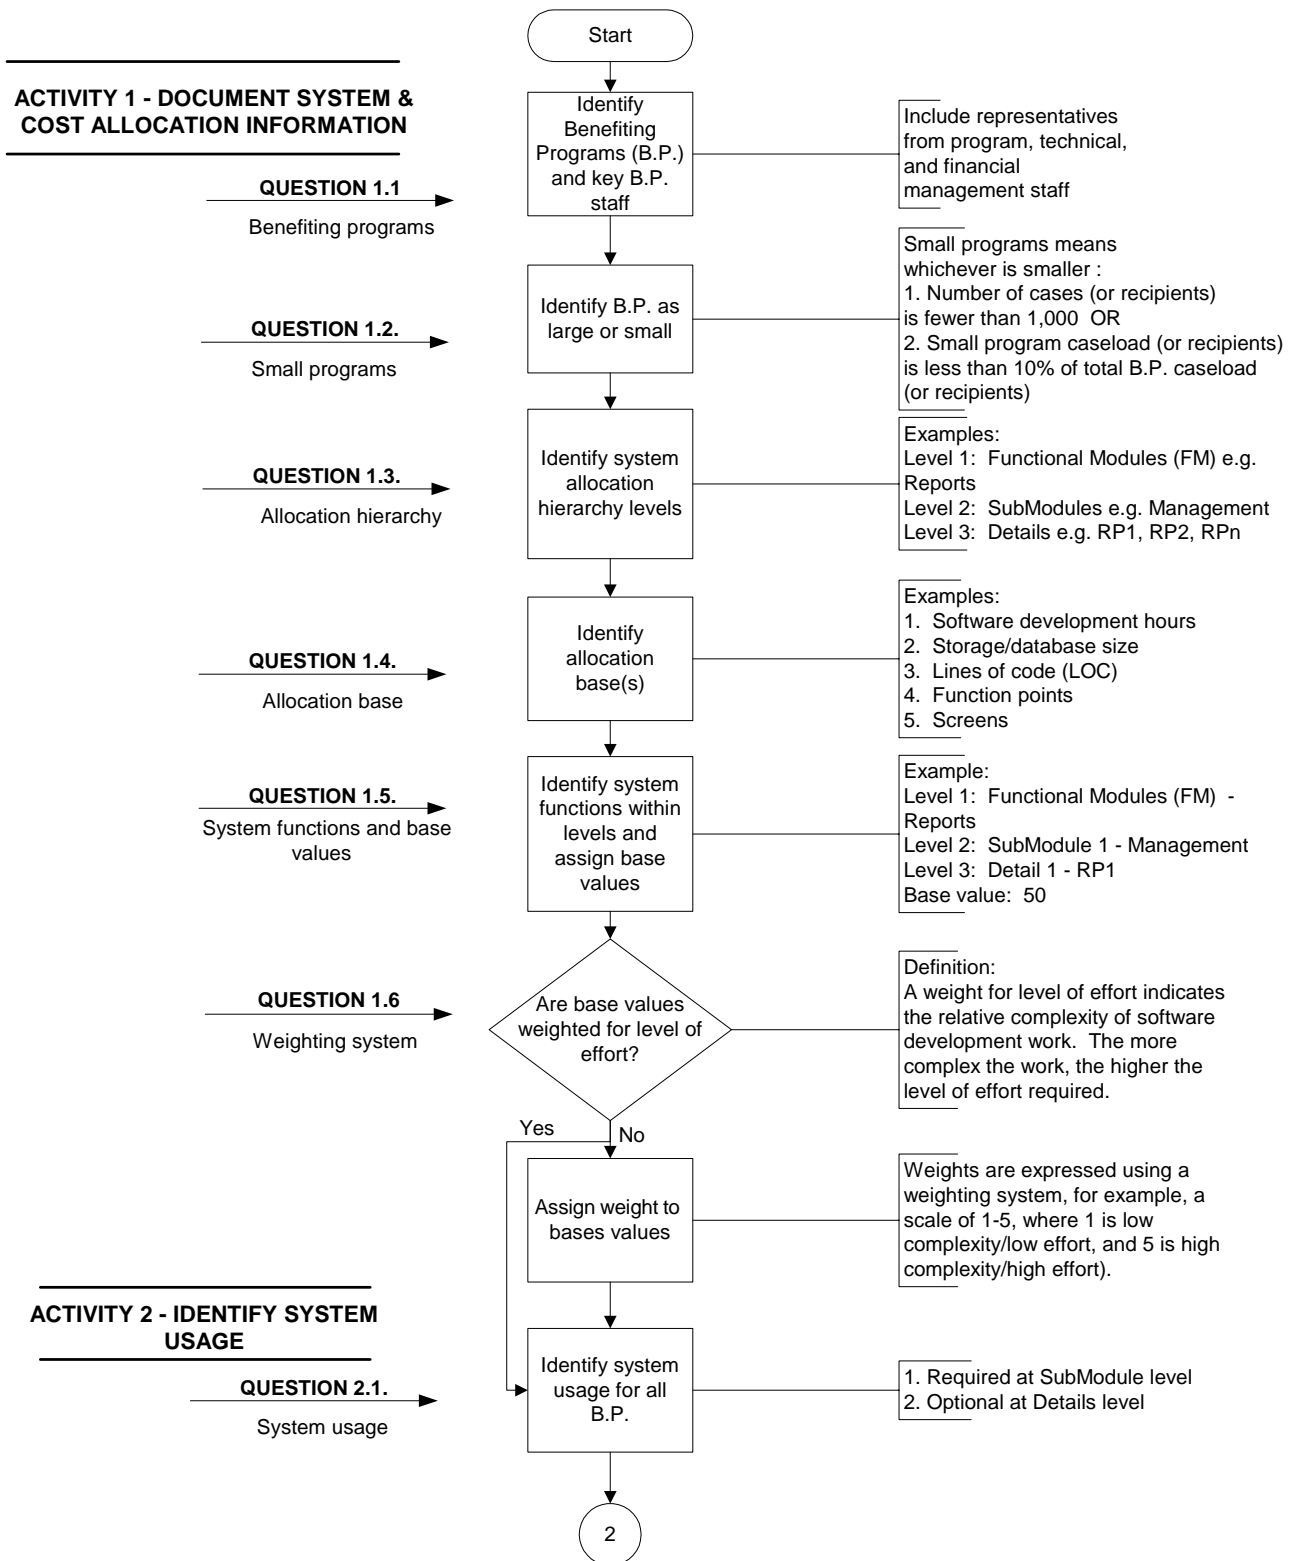 Start
ACTIVITY 1 - DOCUMENT SYSTEM &
COST ALLOCATION INFORMATION
Identify
Benefiting
Programs (B.P.)
and key B.P.
staff
Include representatives
from program, technical,
and financial
management staff
QUESTION 1.1
Benefiting programs
Identify B.P. as
large or small
Small programs means
whichever is smaller :
1. Number of cases (or recipients)
is fewer than 1,000  OR
2. Small program caseload (or recipients)
is less than 10% of total B.P. caseload
(or recipients)
QUESTION 1.2.
Small programs
Identify system
allocation
hierarchy levels
Examples:
Level 1:  Functional Modules (FM) e.g.
Reports
Level 2:  SubModules e.g. Management
Level 3:  Details e.g. RP1, RP2, RPn
QUESTION 1.3.
Allocation hierarchy
Identify
allocation
base(s)
Examples:
1.  Software development hours
2.  Storage/database size
3.  Lines of code (LOC)
4.  Function points
5.  Screens
QUESTION 1.4.
Allocation base
Identify system
functions within
levels and
assign base
values
Example:
Level 1:  Functional Modules (FM)  -
Reports
Level 2:  SubModule 1 - Management
Level 3:  Detail 1 - RP1
Base value:  50
QUESTION 1.5.
System functions and base
values
QUESTION 1.6
Weighting system
Are base values
weighted for level of
effort?
Definition:
A weight for level of effort indicates
the relative complexity of software
development work.  The more
complex the work, the higher the
level of effort required.
Yes
No
Assign weight to
bases values
Weights are expressed using a
weighting system, for example, a
scale of 1-5, where 1 is low
complexity/low effort, and 5 is high
complexity/high effort).
ACTIVITY 2 - IDENTIFY SYSTEM
USAGE
QUESTION 2.1.
System usage
Identify system
usage for all
B.P.
1. Required at SubModule level
2. Optional at Details level
2